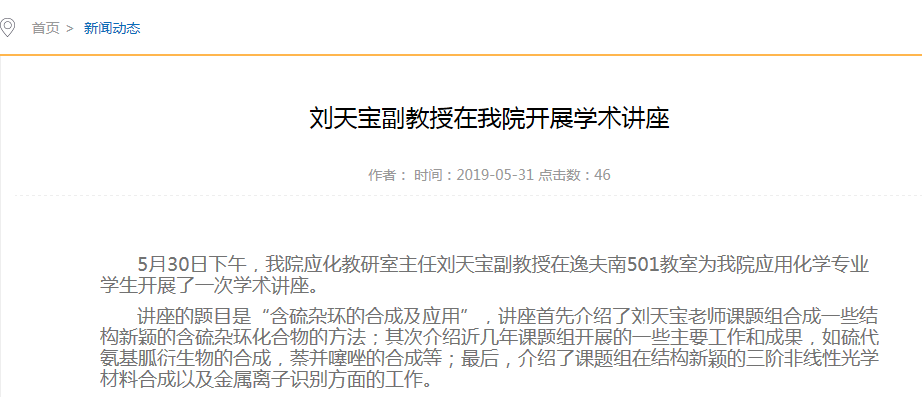 首页 > 新闻动态
刘天宝副教授在我院开展学术讲座
作者： 时间：2019-05-31 点击数：46
5月30日下午，我院应化教研室主任刘天宝副教授在逸夫南501教室为我院应用化学专业
学生开展了一次学术讲座。
讲座的题目是“含硫杂环的合成及应用”，讲座首先介绍了刘天宝老师课题组合成一些结
构新颖的含硫杂环化合物的方法；其次介绍近几年课题组开展的一些主要工作和成果，如硫代
氨基胍衍生物的合成，萘并噻唑的合成等；最后，介绍了课题组在结构新颖的三阶非线性光学
材料合成以及金属离子识别方面的工作。